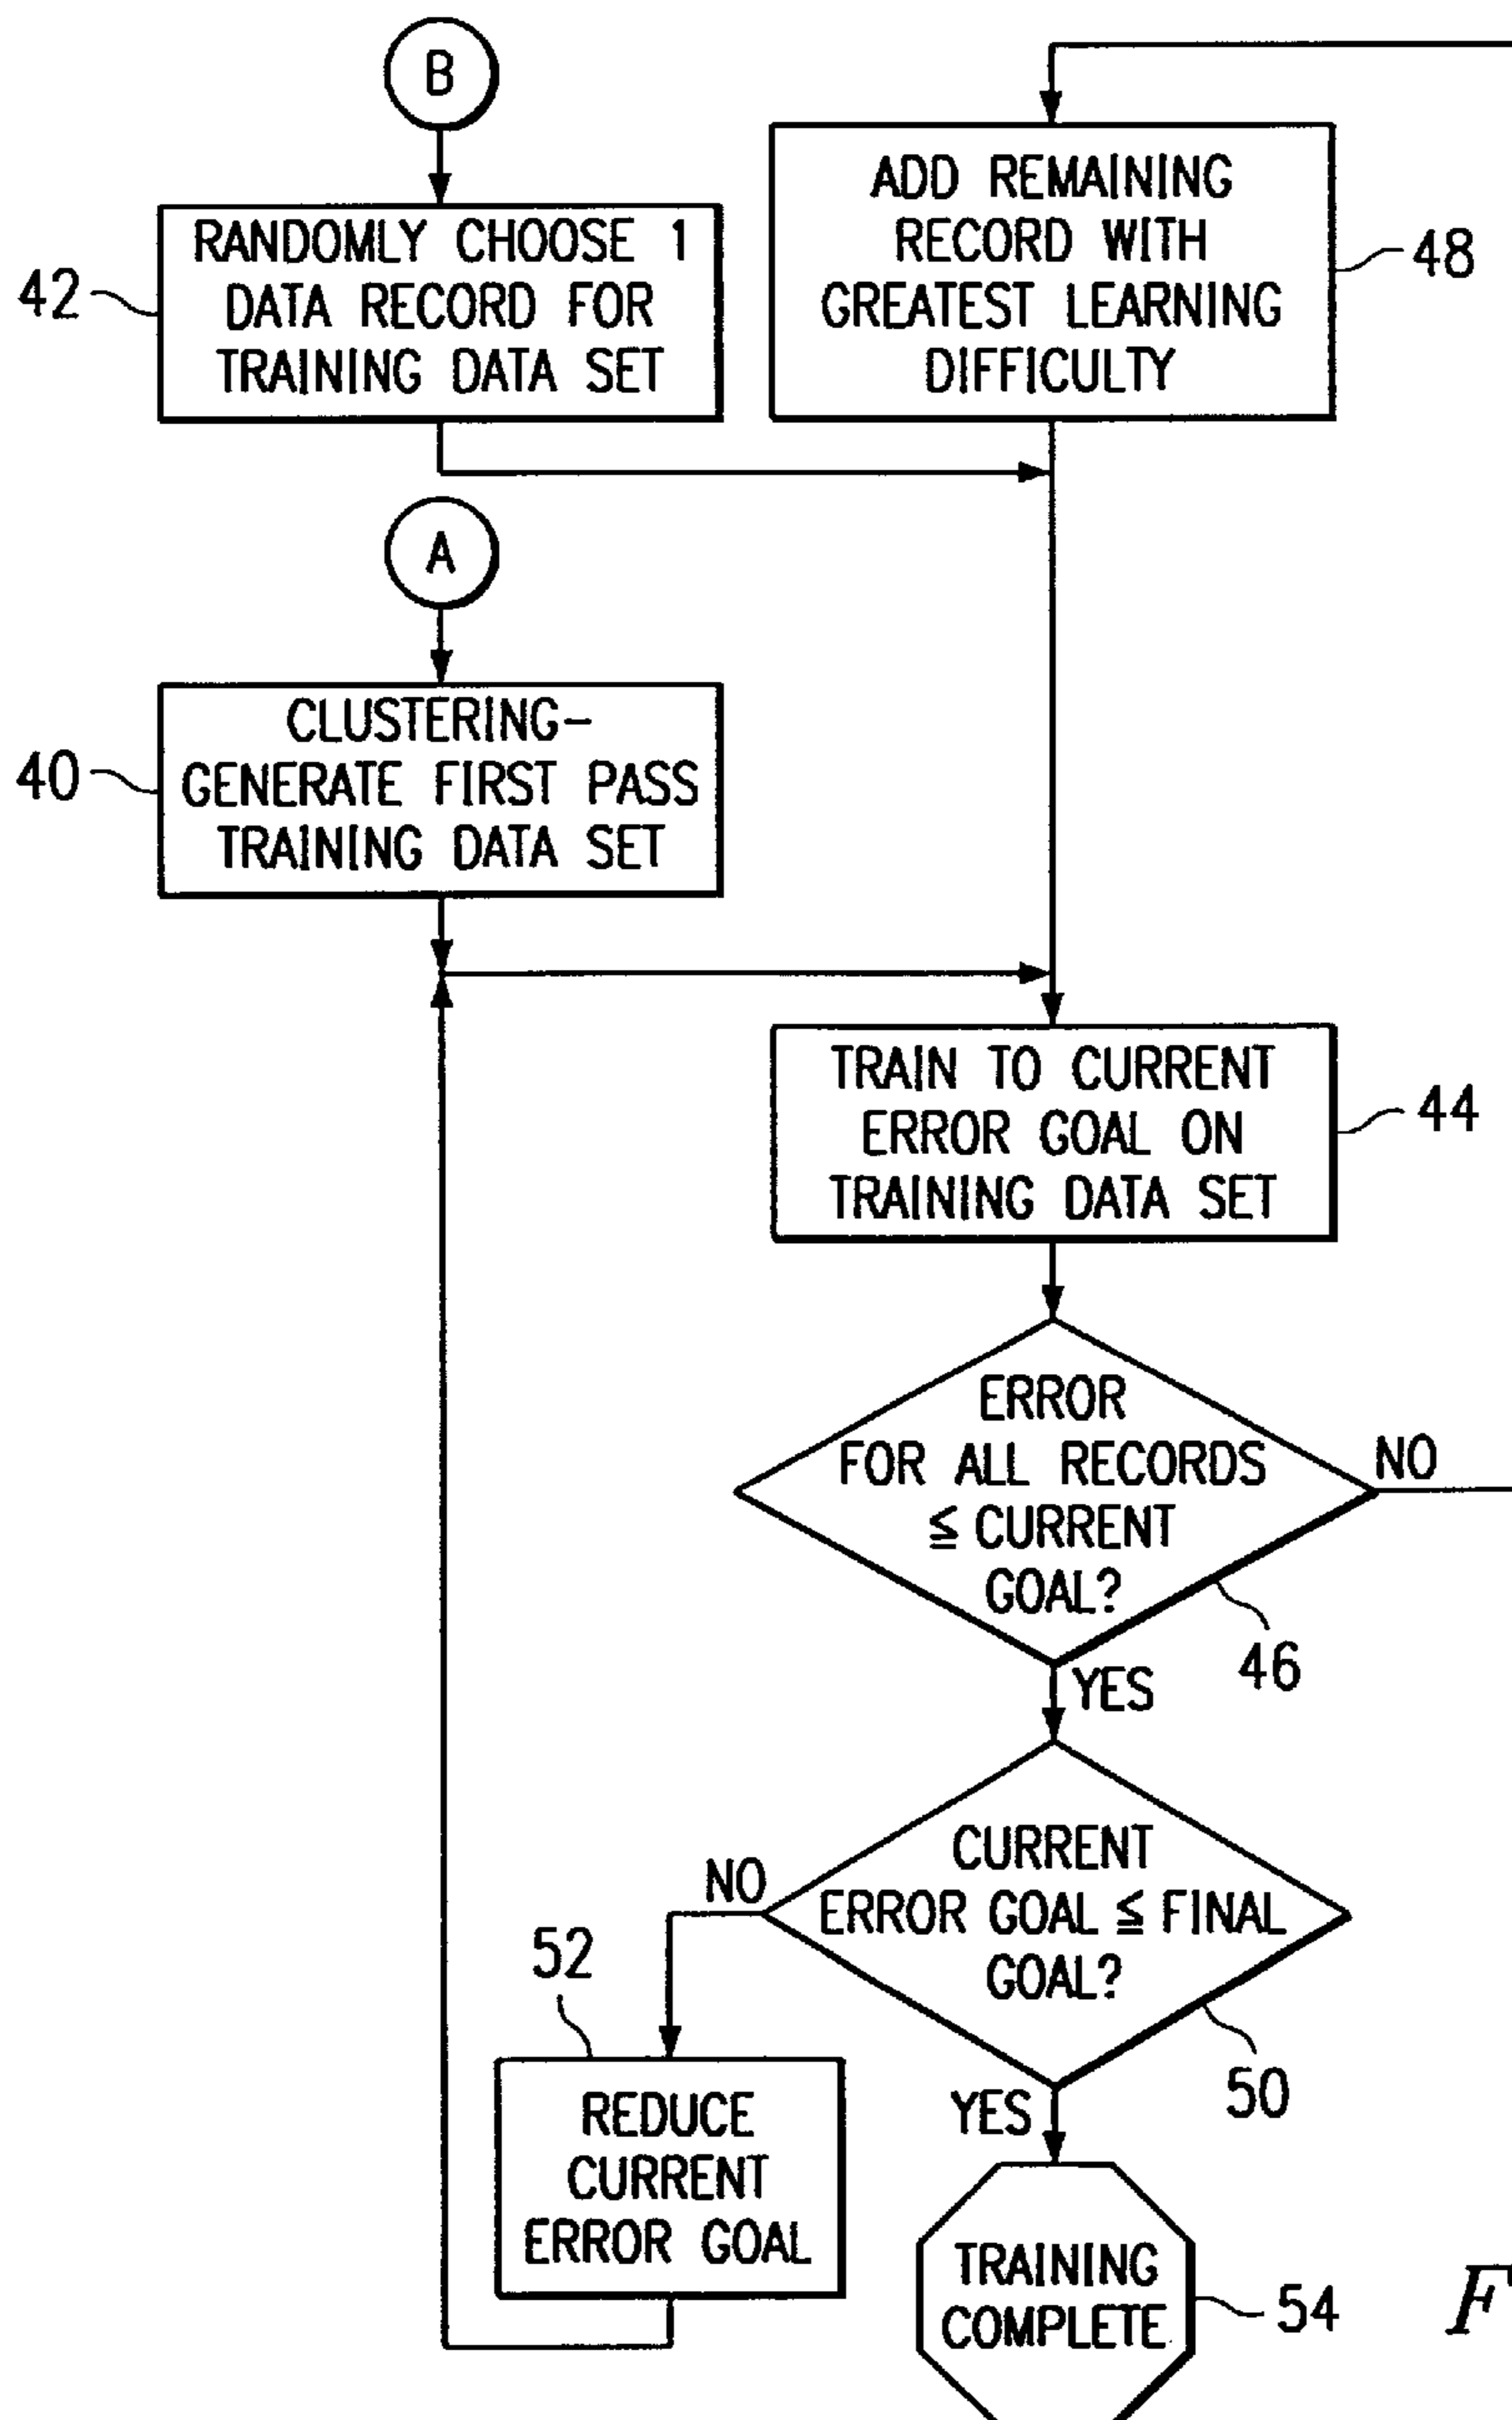 B
RANDOMLY CHOOSE 1
DATA RECORD FOR
TRAINING DATA SET
42
ADD REMAINING
RECORD WITH
GREATEST LEARNING
DIFFICULTY
48
A
CLUSTERING-
GENERATE FIRST PASS
TRAINING DATA SET
40
TRAIN TO CURRENT
ERROR GOAL ON
TRAINING DATA SET
44
ERROR
FOR ALL RECORDS
≦ CURRENT
GOAL?
NO
46
YES
CURRENT
ERROR GOAL ≦ FINAL
GOAL?
NO
50
52
REDUCE
CURRENT
ERROR GOAL
YES
TRAINING
COMPLETE
54
F